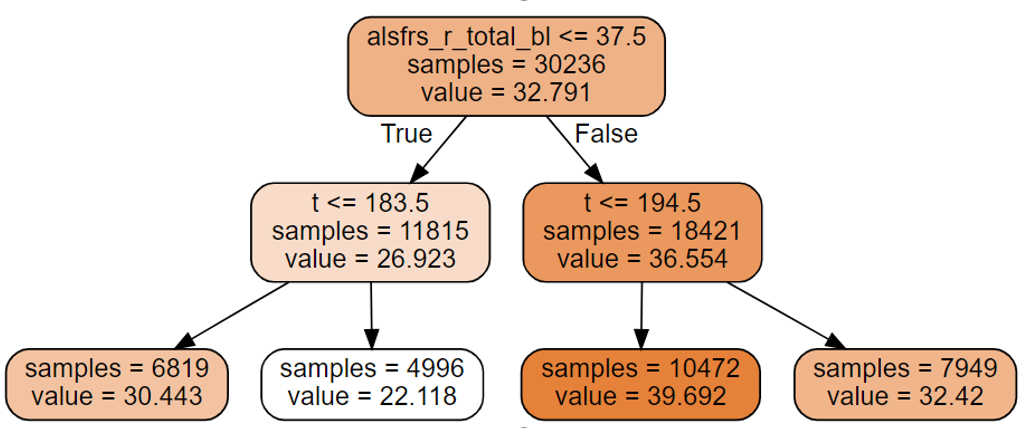 alsfrs_r_total_bl <= 37.5
samples = 30236
value = 32.791
True
False
t <= 183.5
samples = 11815
value = 26.923
t <= 194.5
samples = 18421
value = 36.554
samples = 6819
value = 30.443
samples = 4996
value = 22.118
samples = 10472
value = 39.692
samples = 7949
value = 32.42